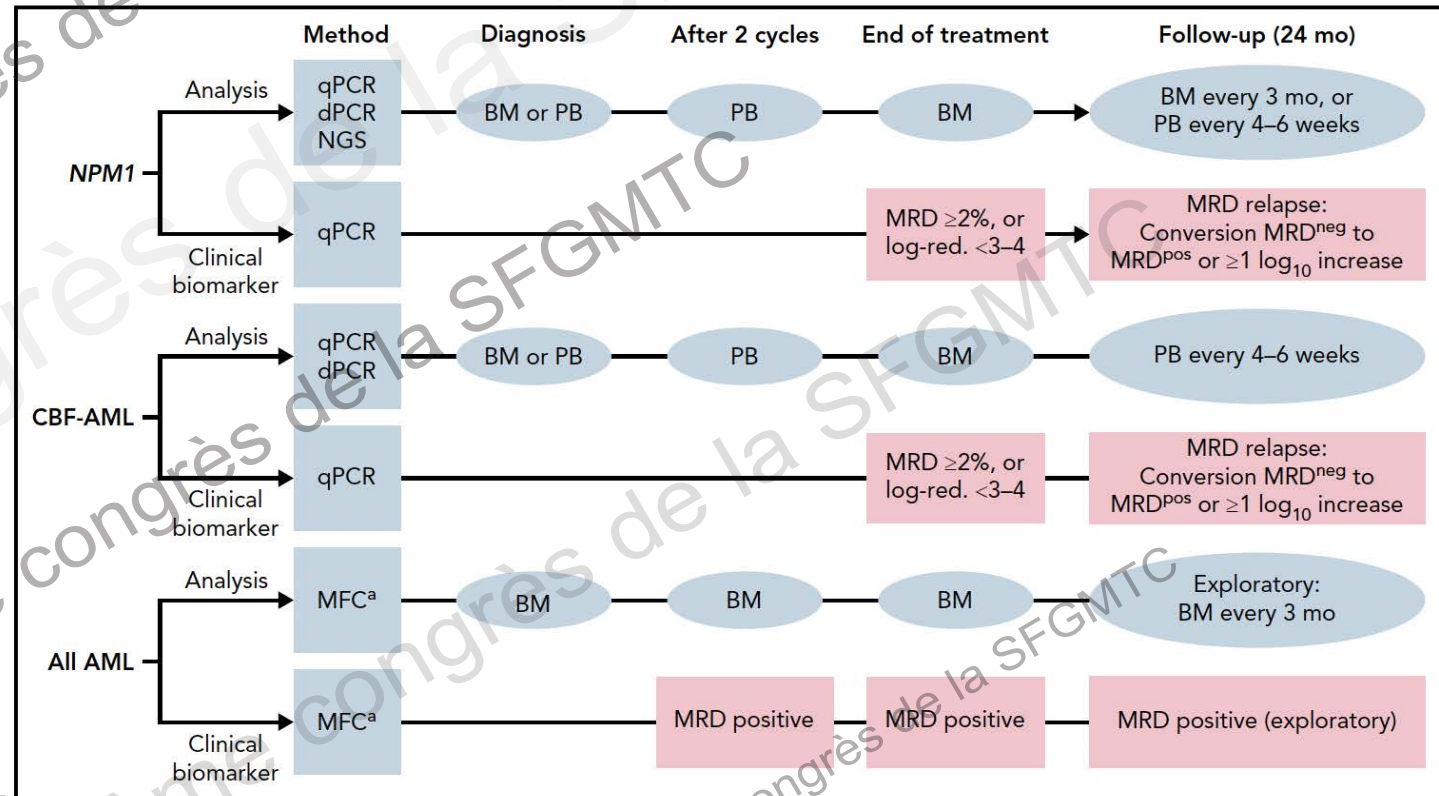 Method Diagnosis After 2 cycles End of treatment Follow-up (24 mo)
NPM1
Analysis
qPCR
dPCR
NGS
BM or PB
PB
BM
BM every 3 mo, or
PB every 4–6 weeks
Clinical
biomarker
qPCR
MRD ≥2%, or
log-red. <3–4
MRD relapse:
Conversion MRDⁿᵉᵍ to
MRDᵖᵒˢ or ≥1 log₁₀ increase
CBF-AML
Analysis
qPCR
dPCR
BM or PB
PB
BM
PB every 4–6 weeks
Clinical
biomarker
qPCR
MRD ≥2%, or
log-red. <3–4
MRD relapse:
Conversion MRDⁿᵉᵍ to
MRDᵖᵒˢ or ≥1 log₁₀ increase
All AML
Analysis
MFCᵃ
BM
BM
BM
Exploratory:
BM every 3 mo
Clinical
biomarker
MFCᵃ
MRD positive
MRD positive
MRD positive (exploratory)
congrès de la SFGMTC
congrès de la SFGMTC
congrès de la SFGMTC